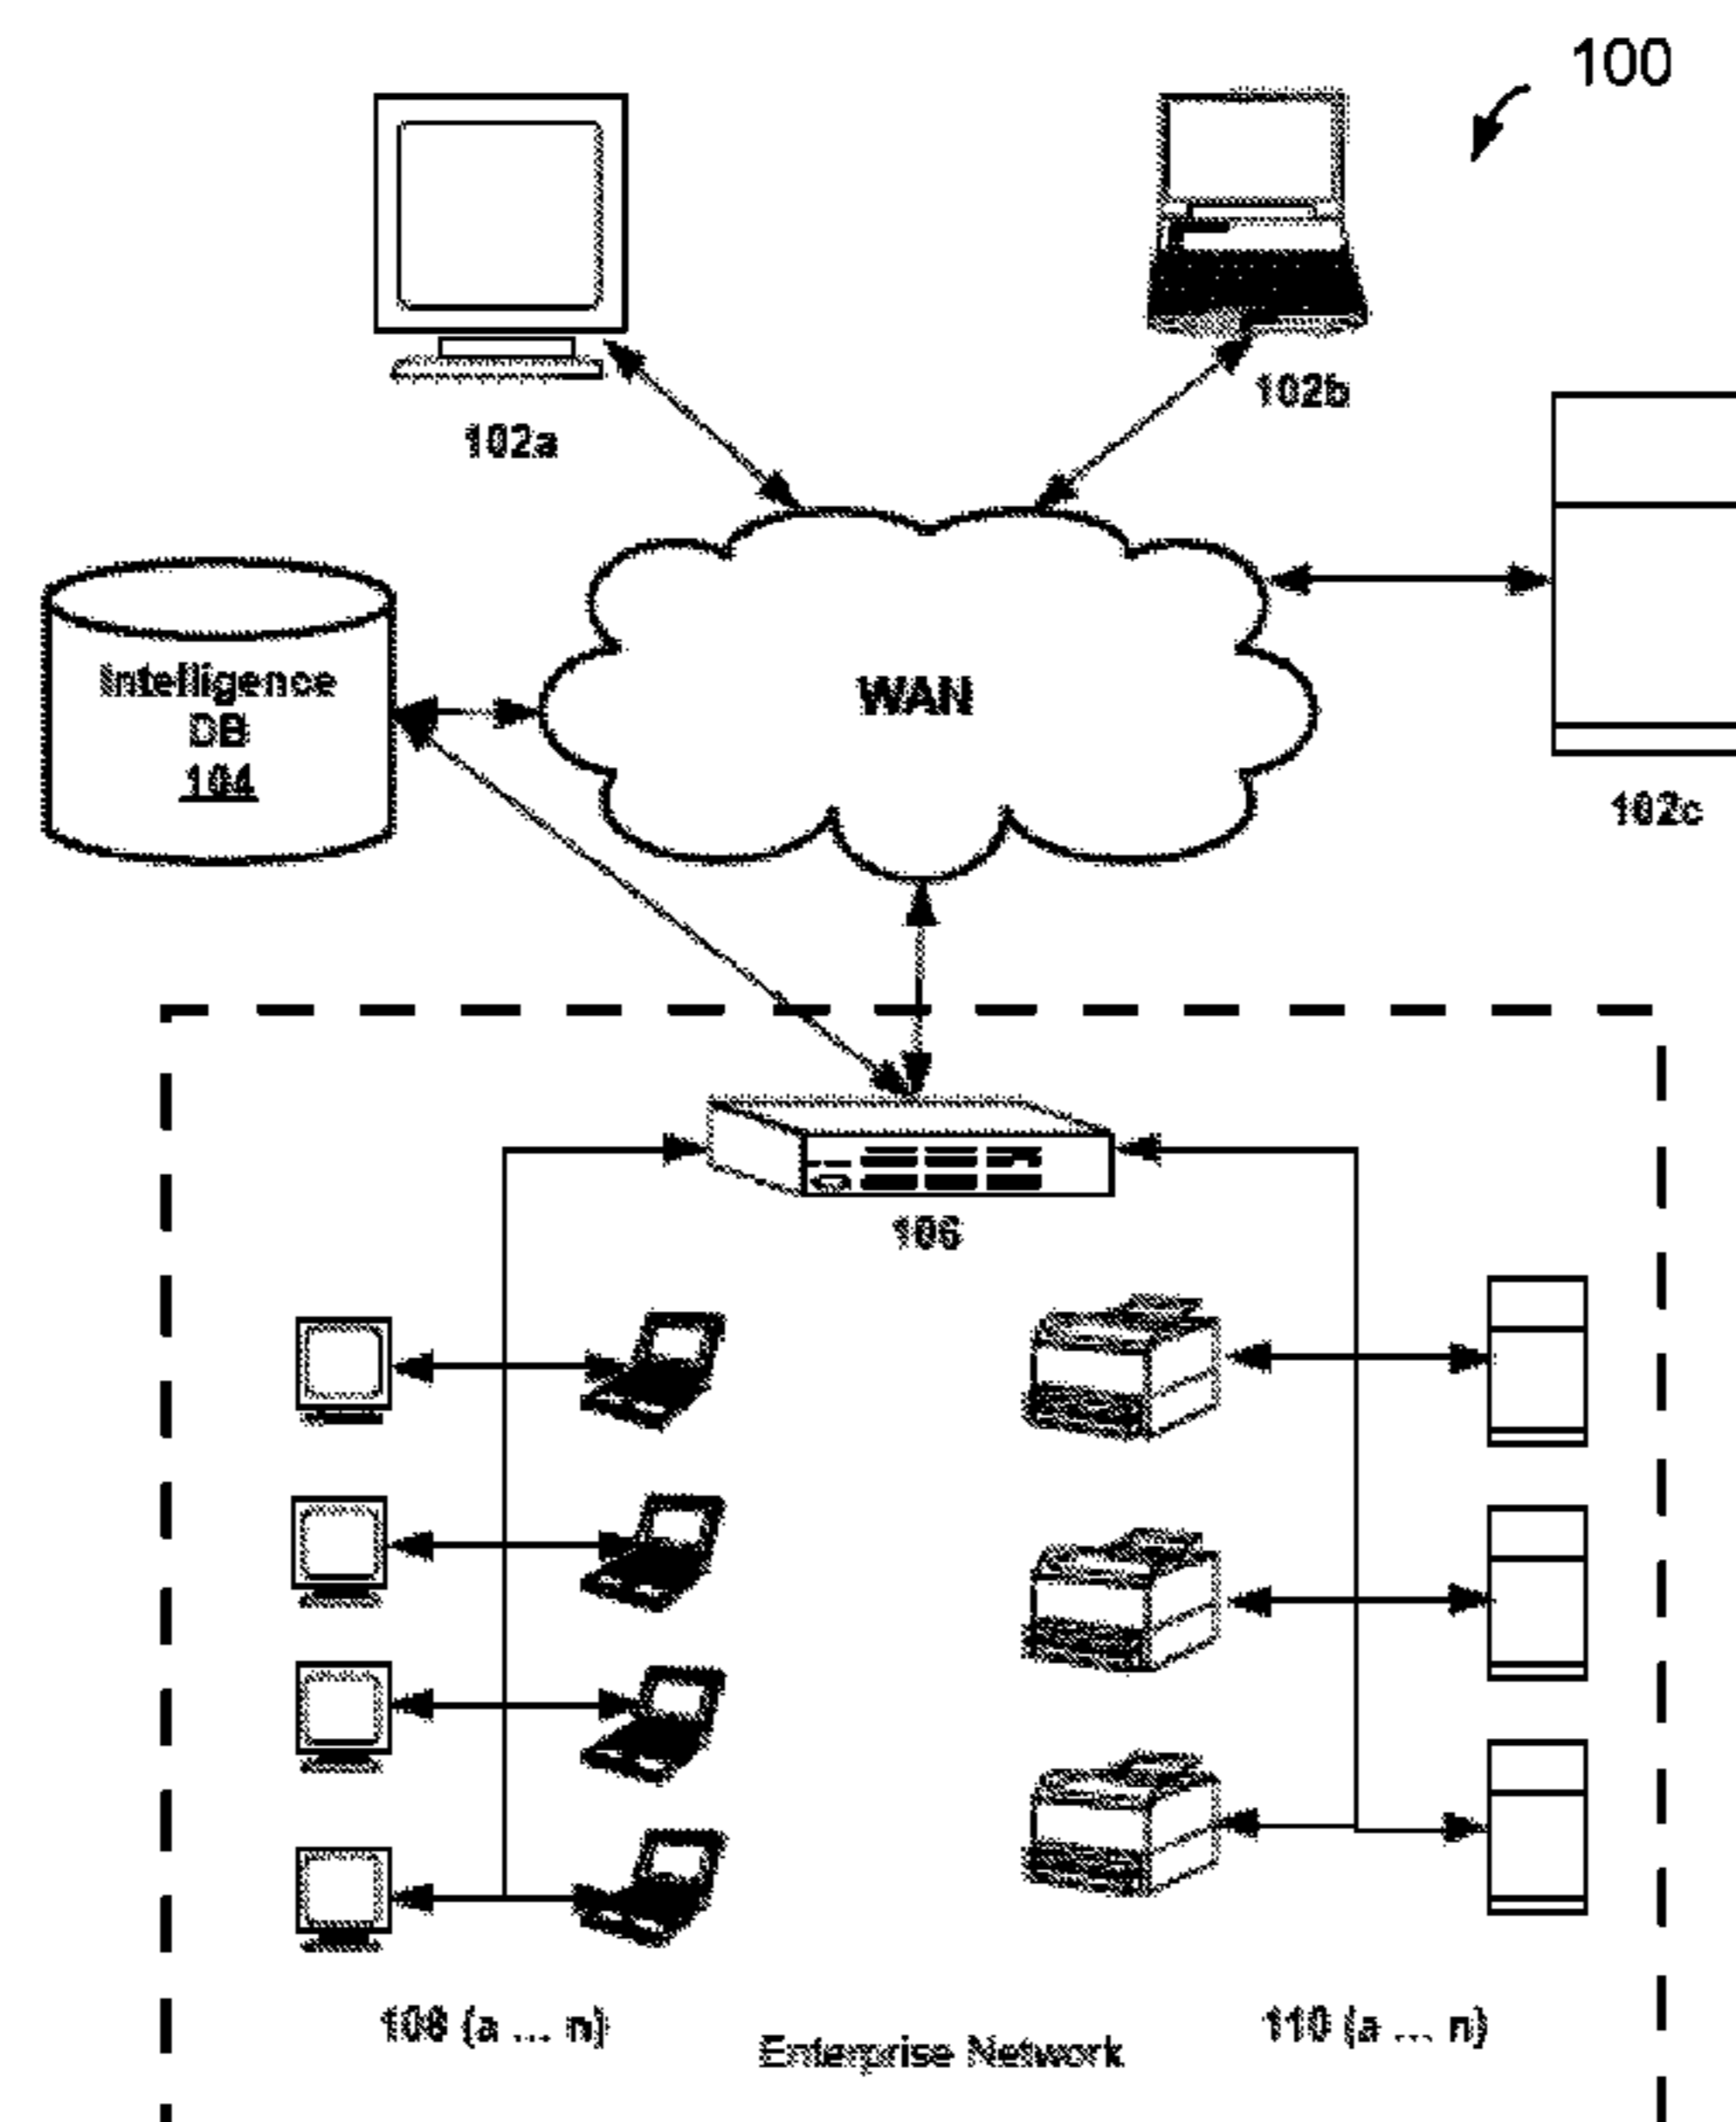 100
102a
102b
102c
Intelligence
DB
104
WAN
106
108 (a ... n)
110 (a ... n)
Enterprise Network